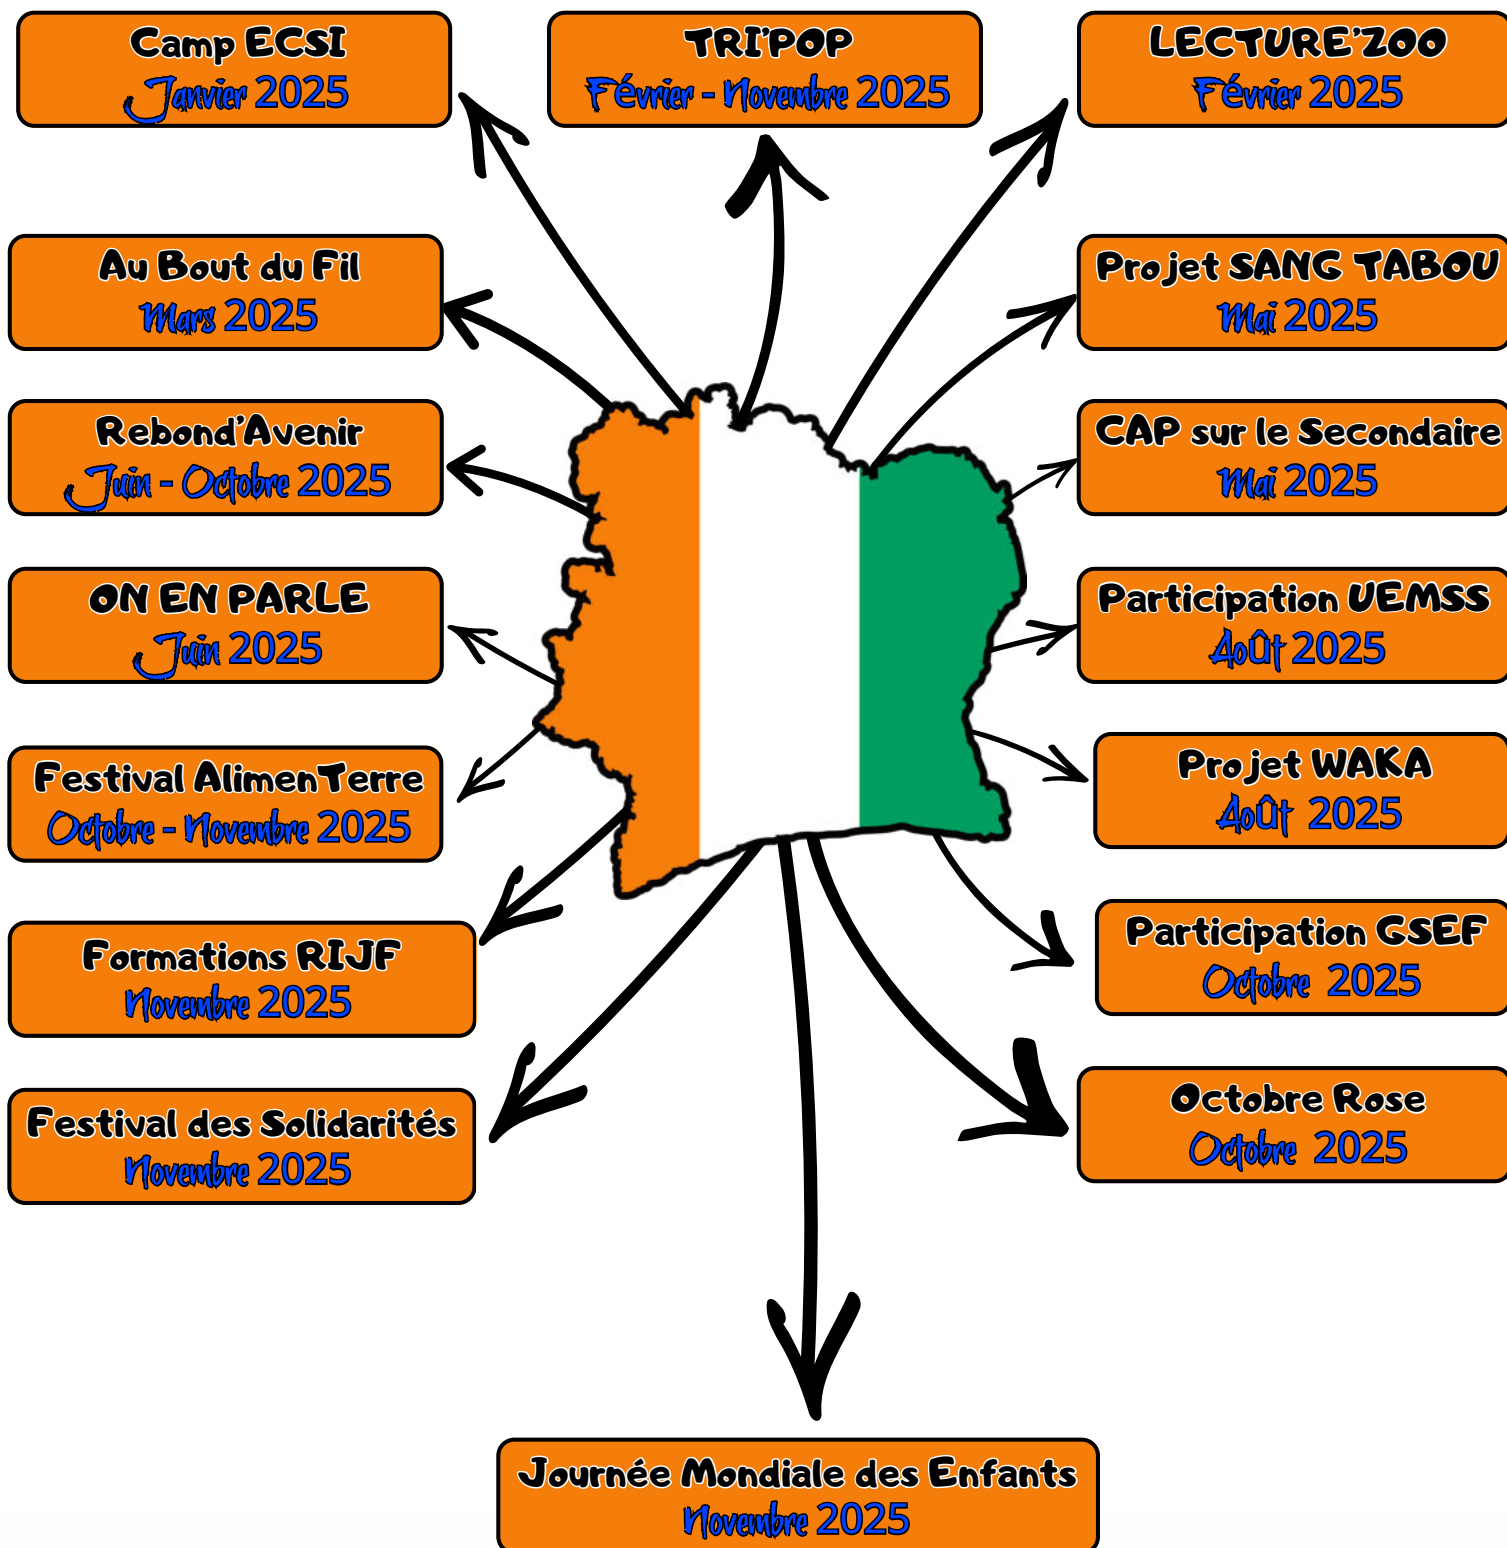 Camp ECSI
Janvier 2025
TRI'POP
Février - Novembre 2025
LECTURE'ZOO
Février 2025
Au Bout du Fil
Mars 2025
Projet SANG TABOU
Mai 2025
Rebond'Avenir
Juin - Octobre 2025
CAP sur le Secondaire
Mai 2025
ON EN PARLE
Juin 2025
Participation UEMSS
Août 2025
Festival AlimenTerre
Octobre - Novembre 2025
Projet WAKA
Août 2025
Formations RIJF
Novembre 2025
Participation GSEF
Octobre 2025
Festival des Solidarités
Novembre 2025
Octobre Rose
Octobre 2025
Journée Mondiale des Enfants
Novembre 2025